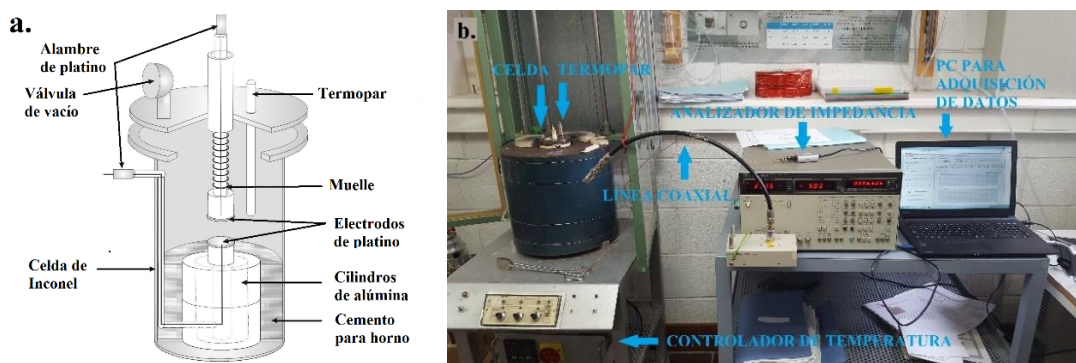 a.
Alambre
de platino
Válvula
de vacío
Termopar
Muelle
Electrodos
de platino
Celda de
Inconel
Cilindros
de alúmina
Cemento
para horno
b.
CELDA TERMOPAR
PC PARA
ADQUISICIÓN
DE DATOS
ANALIZADOR DE IMPEDANCIA
LÍNEA COAXIAL
CONTROLADOR DE TEMPERATURA